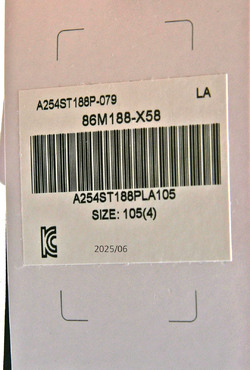 A254ST188P-079 LA
86M188-X58
A254ST188PLA105
SIZE: 105(4)
2025/06